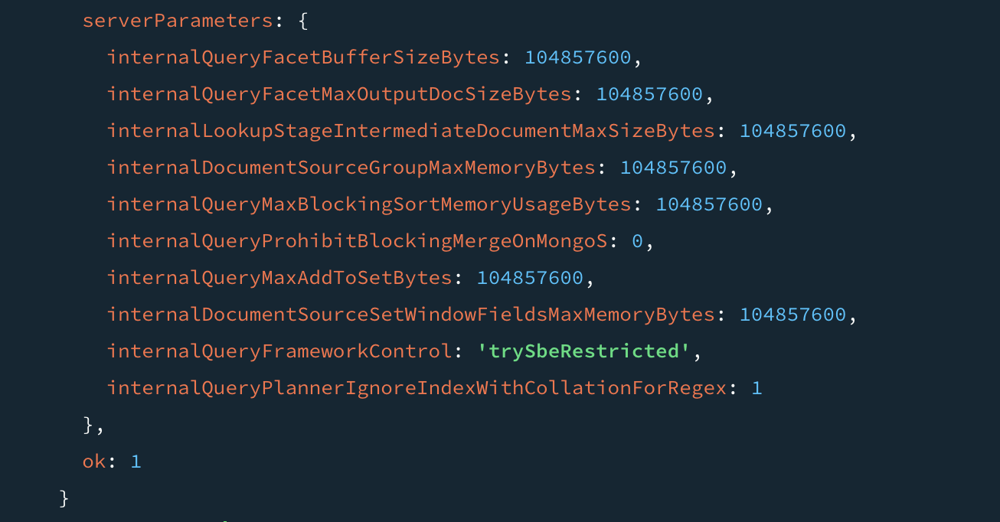 serverParameters: {
internalQueryFacetBufferSizeBytes: 104857600,
internalQueryFacetMaxOutputDocSizeBytes: 104857600,
internalLookupStageIntermediateDocumentMaxSizeBytes: 104857600,
internalDocumentSourceGroupMaxMemoryBytes: 104857600,
internalQueryMaxBlockingSortMemoryUsageBytes: 104857600,
internalQueryProhibitBlockingMergeOnMongoS: 0,
internalQueryMaxAddToSetBytes: 104857600,
internalDocumentSourceSetWindowFieldsMaxMemoryBytes: 104857600,
internalQueryFrameworkControl: 'trySbeRestricted',
internalQueryPlannerIgnoreIndexWithCollationForRegex: 1
},
ok: 1
}